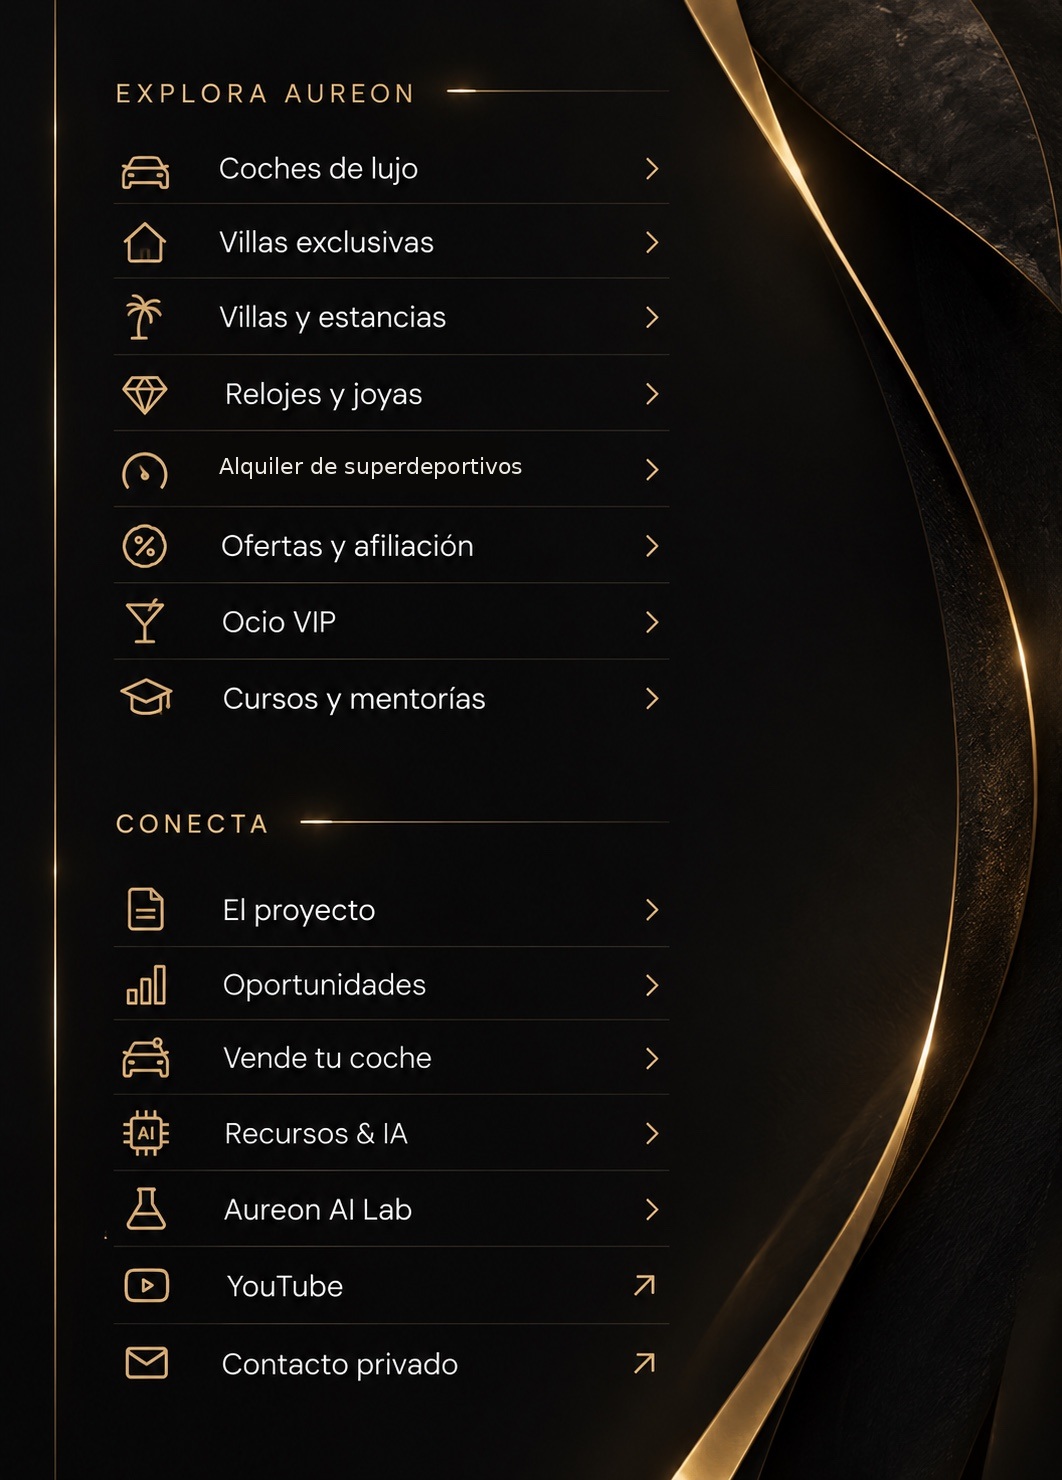 EXPLORA AUREON
Coches de lujo
Villas exclusivas
Villas y estancias
Relojes y joyas
Alquiler de superdeportivos
Ofertas y afiliación
Ocio VIP
Cursos y mentorías
CONECTA
El proyecto
Oportunidades
Vende tu coche
AI
Recursos & IA
Aureon AI Lab
YouTube
Contacto privado